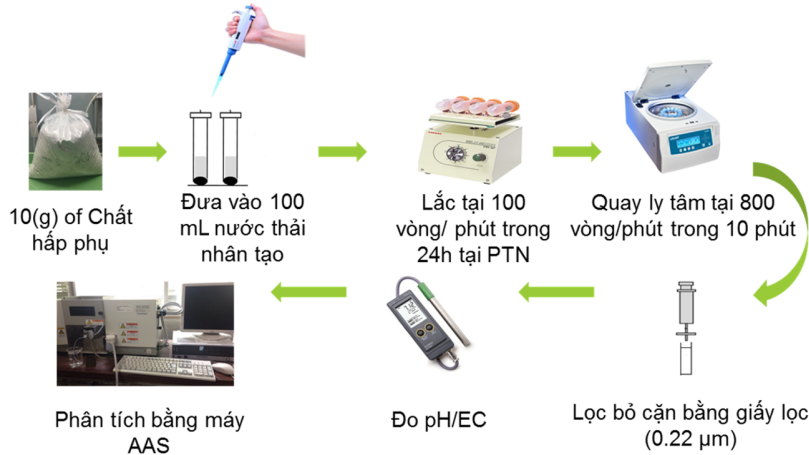 10(g) of Chất
hấp phụ
Đưa vào 100
mL nước thải
nhân tạo
Lắc tại 100
vòng/ phút trong
24h tại PTN
Quay ly tâm tại 800
vòng/phút trong 10 phút
Phân tích bằng máy
AAS
Đo pH/EC
Lọc bỏ cặn bằng giấy lọc
(0.22 µm)